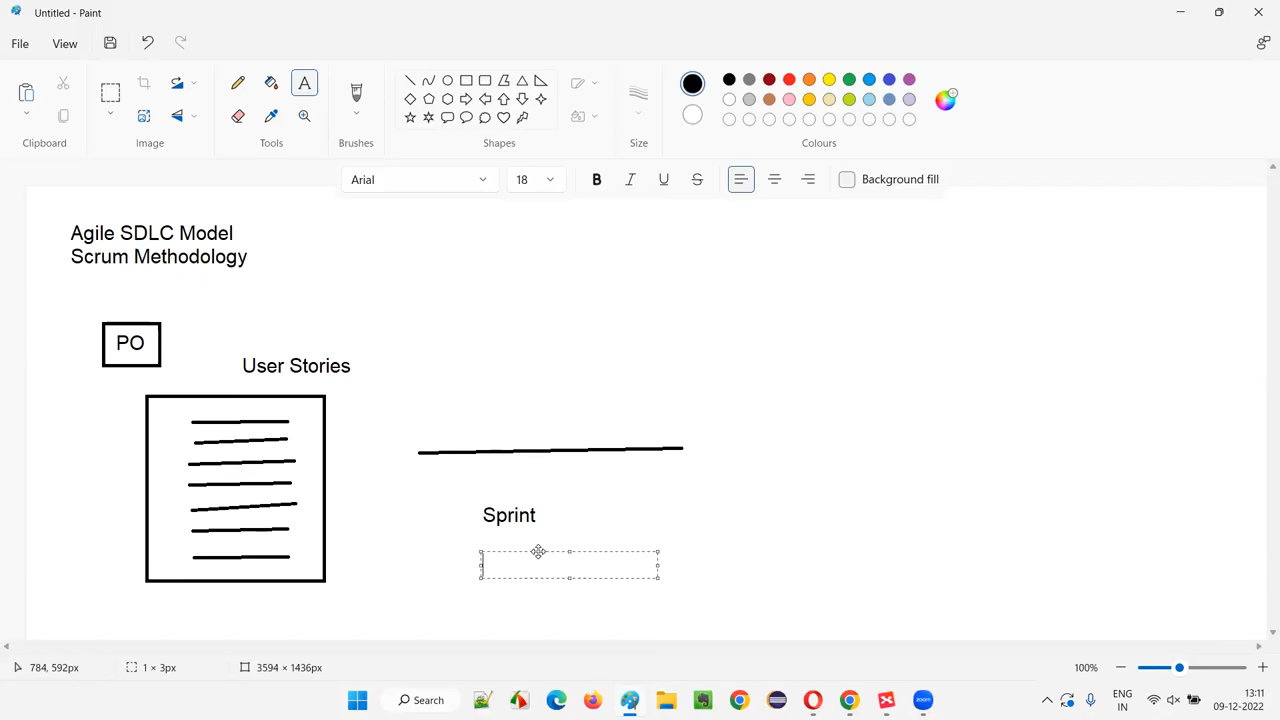 Untitled - Paint
File
View
Clipboard
Image
Tools
Brushes
Shapes
Size
Colours
Arial
18
B
I
U
S
Background fill
Agile SDLC Model
Scrum Methodology
PO
User Stories
Sprint
784, 592px
1 × 3px
3594 × 1436px
100%
Search
zoom
ENG
IN
13:11
09-12-2022